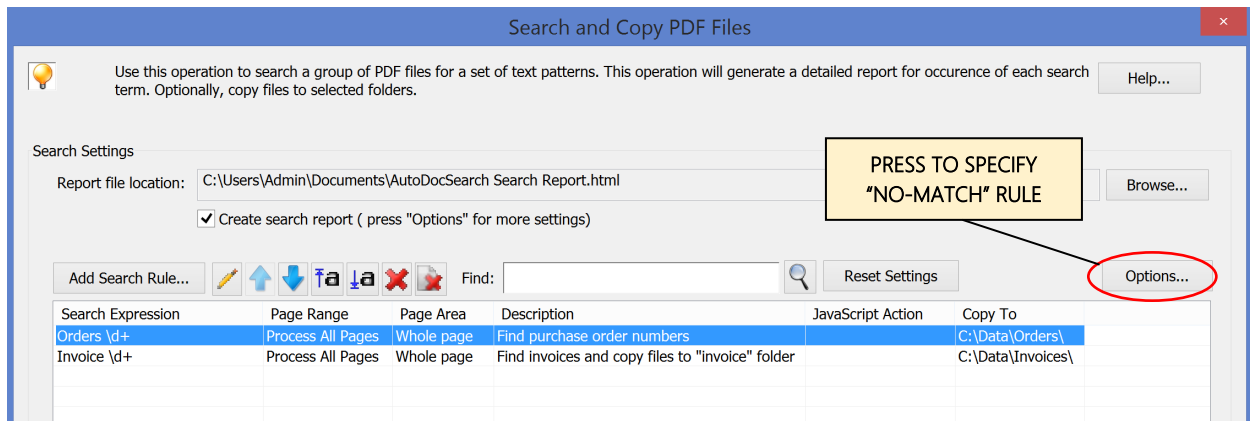 Search and Copy PDF Files
×
Use this operation to search a group of PDF files for a set of text patterns. This operation will generate a detailed report for occurence of each search
term. Optionally, copy files to selected folders.
Help...
Search Settings
PRESS TO SPECIFY
“NO-MATCH” RULE
Report file location: C:\Users\Admin\Documents\AutoDocSearch Search Report.html Browse...
Create search report ( press "Options" for more settings)
Add Search Rule... a a Find: Reset Settings Options...
Search Expression Page Range Page Area Description JavaScript Action Copy To
Orders \d+ Process All Pages Whole page Find purchase order numbers C:\Data\Orders\
Invoice \d+ Process All Pages Whole page Find invoices and copy files to "invoice" folder C:\Data\Invoices\